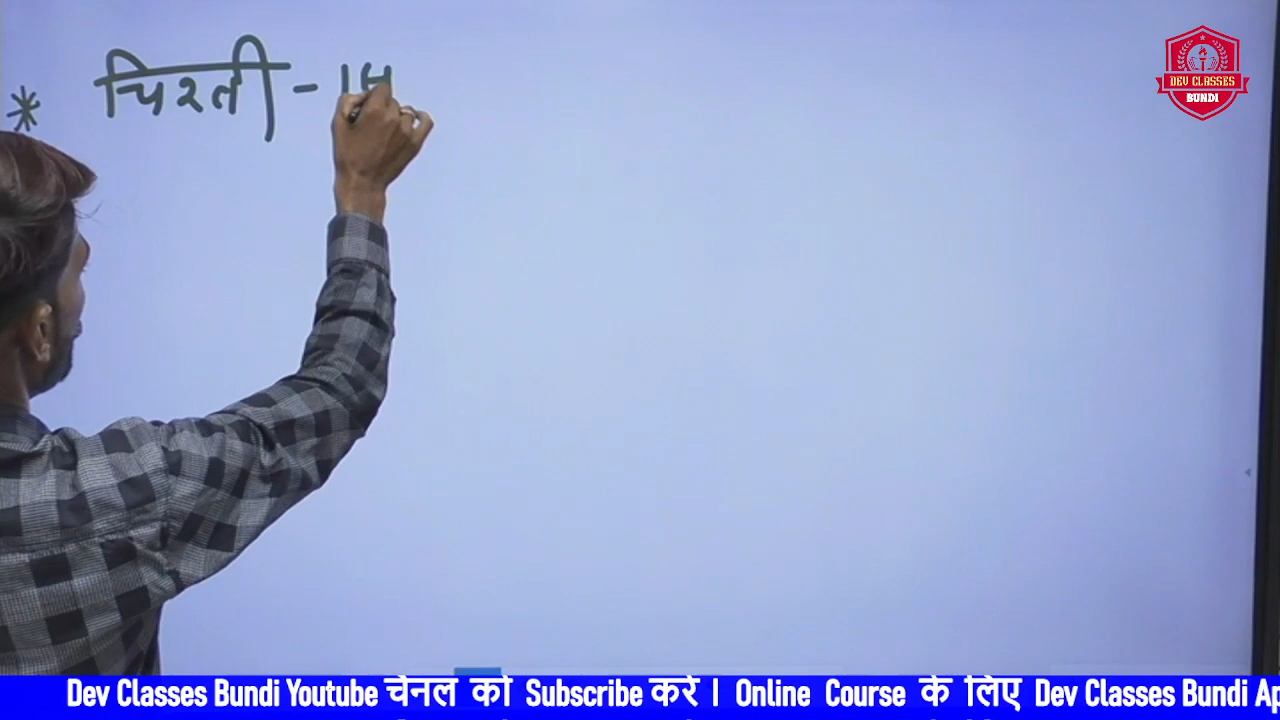 * चिश्ती - 14
DEV CLASSES
BUNDI
Dev Classes Bundi Youtube चैनल को Subscribe करें । Online Course के लिए Dev Classes Bundi Ap